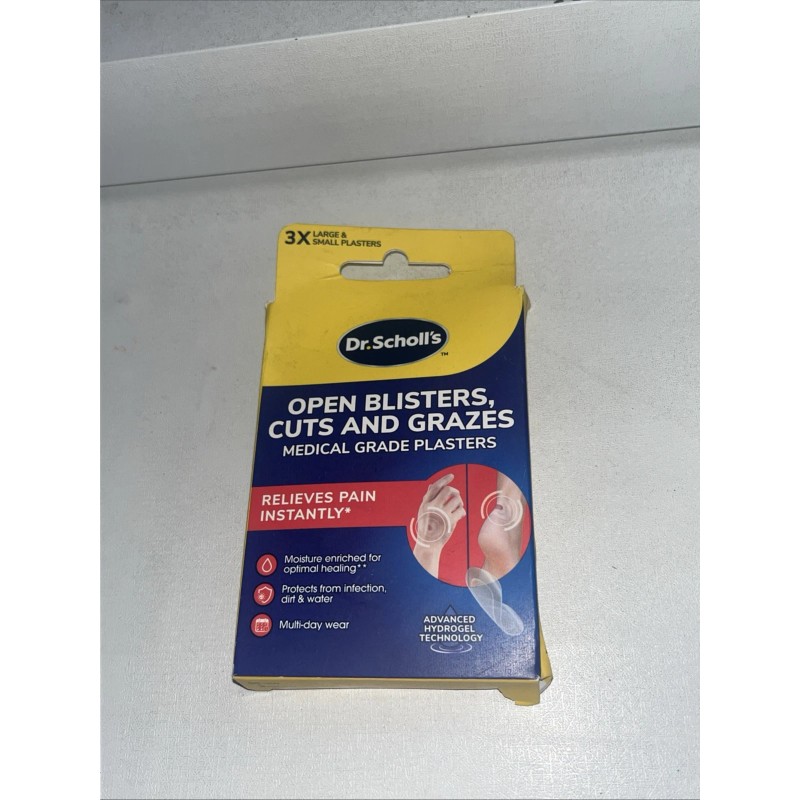 3X LARGE &
SMALL PLASTERS
Dr.Scholl's™
OPEN BLISTERS,
CUTS AND GRAZES
MEDICAL GRADE PLASTERS
RELIEVES PAIN
INSTANTLY*
Moisture enriched for
optimal healing**
Protects from infection,
dirt & water
Multi-day wear
ADVANCED
HYDROGEL
TECHNOLOGY